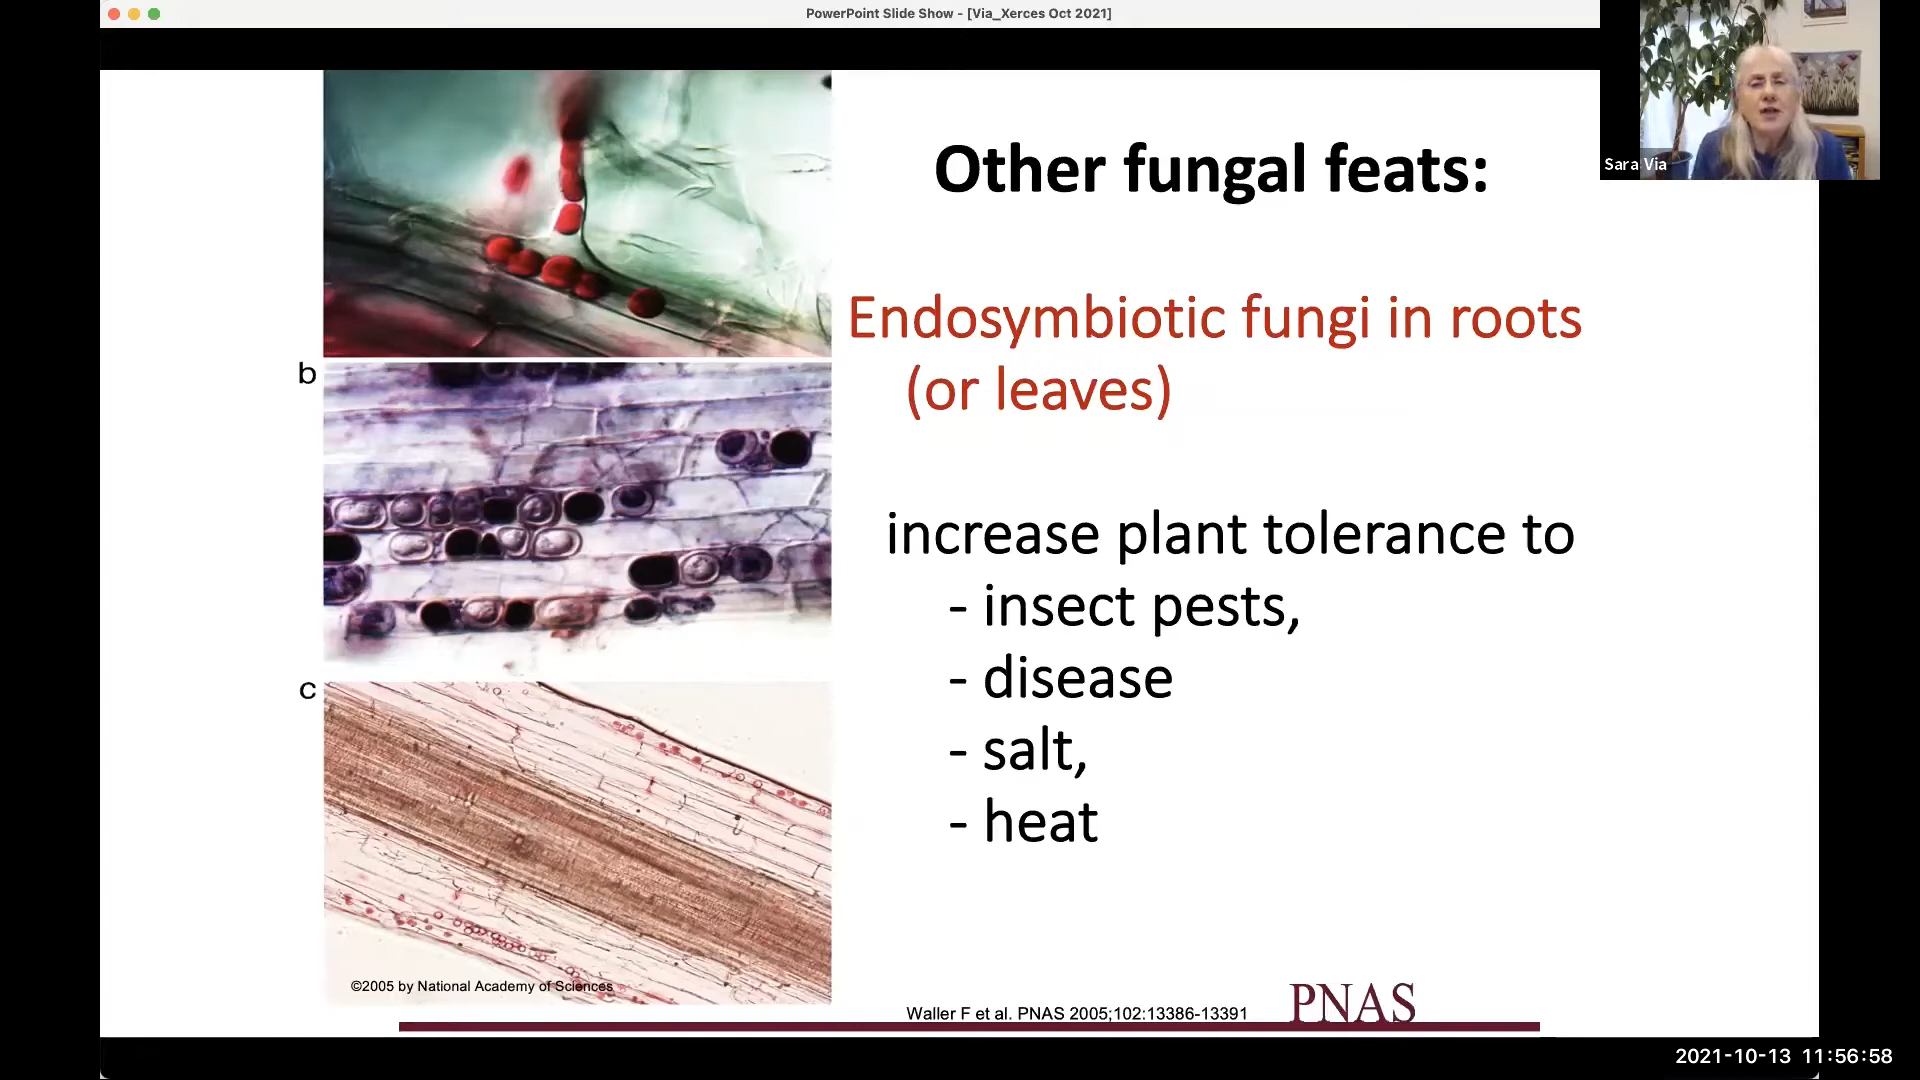 PowerPoint Slide Show - [Via_Xerces Oct 2021]
Sara Via
Other fungal feats:
Endosymbiotic fungi in roots
(or leaves)
increase plant tolerance to
- insect pests,
- disease
- salt,
- heat
b
c
©2005 by National Academy of Sciences
Waller F et al. PNAS 2005;102:13386-13391
PNAS
2021-10-13 11:56:58